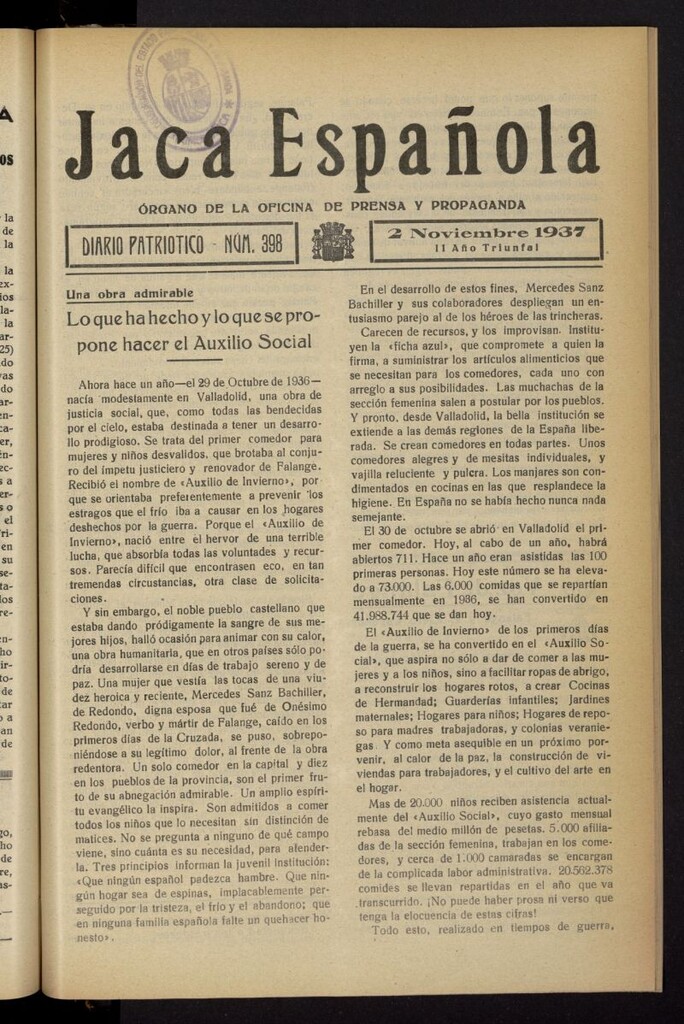 Jaca Española
ÓRGANO DE LA OFICINA DE PRENSA Y PROPAGANDA
DIARIO PATRIOTICO - NÚM. 398
2 Noviembre 1937
II Año Triunfal
Una obra admirable
Lo que ha hecho y lo que se pro-
pone hacer el Auxilio Social
Ahora hace un año—el 29 de Octubre de 1936—
nacía modestamente en Valladolid, una obra de
justicia social, que, como todas las bendecidas
por el cielo, estaba destinada a tener un desarro-
llo prodigioso. Se trata del primer comedor para
mujeres y niños desvalidos, que brotaba al conju-
ro del ímpetu justiciero y renovador de Falange.
Recibió el nombre de «Auxilio de Invierno», por
que se orientaba preferentemente a prevenir los
estragos que el frío iba a causar en los hogares
deshechos por la guerra. Porque el «Auxilio de
Invierno», nació entre el hervor de una terrible
lucha, que absorbía todas las voluntades y recur-
sos. Parecía difícil que encontrasen eco, en tan
tremendas circustancias, otra clase de solicita-
ciones.
Y sin embargo, el noble pueblo castellano que
estaba dando pródigamente la sangre de sus me-
jores hijos, halló ocasión para animar con su calor,
una obra humanitaria, que en otros países sólo po-
dría desarrollarse en días de trabajo sereno y de
paz. Una mujer que vestía las tocas de una viu-
dez heroica y reciente, Mercedes Sanz Bachiller,
de Redondo, digna esposa que fué de Onésimo
Redondo, verbo y mártir de Falange, caído en los
primeros días de la Cruzada, se puso, sobrepo-
niéndose a su legítimo dolor, al frente de la obra
redentora. Un solo comedor en la capital y diez
en los pueblos de la provincia, son el primer fru-
to de su abnegación admirable. Un amplio espíri-
tu evangélico la inspira. Son admitidos a comer
todos los niños que lo necesitan sin distinción de
matices. No se pregunta a ninguno de qué campo
viene, sino cuánta es su necesidad, para atender-
la. Tres principios informan la juvenil institución:
«Que ningún español padezca hambre. Que nin-
gún hogar sea de espinas, implacablemente per-
seguido por la tristeza, el frío y el abandono; que
en ninguna familia española falte un quehacer ho-
nesto».
En el desarrollo de estos fines, Mercedes Sanz
Bachiller y sus colaboradores despliegan un en-
tusiasmo parejo al de los héroes de las trincheras.
Carecen de recursos, y los improvisan. Institu-
yen la «ficha azul», que compromete a quien la
firma, a suministrar los artículos alimenticios que
se necesitan para los comedores, cada uno con
arreglo a sus posibilidades. Las muchachas de la
sección femenina salen a postular por los pueblos.
Y pronto, desde Valladolid, la bella institución se
extiende a las demás regiones de la España libe-
rada. Se crean comedores en todas partes. Unos
comedores alegres y de mesitas individuales, y
vajilla reluciente y pulcra. Los manjares son con-
dimentados en cocinas en las que resplandece la
higiene. En España no se había hecho nunca nada
semejante.
El 30 de octubre se abrió en Valladolid el pri-
mer comedor. Hoy, al cabo de un año, habrá
abiertos 711. Hace un año eran asistidas las 100
primeras personas. Hoy este número se ha eleva-
do a 73.000. Las 6.000 comidas que se repartían
mensualmente en 1936, se han convertido en
41.988.744 que se dan hoy.
El «Auxilio de Invierno» de los primeros días
de la guerra, se ha convertido en el «Auxilio So-
cial», que aspira no sólo a dar de comer a las mu-
jeres y a los niños, sino a facilitar ropas de abrigo,
a reconstruir los hogares rotos, a crear Cocinas
de Hermandad; Guarderías infantiles; Jardines
maternales; Hogares para niños; Hogares de repo-
so para madres trabajadoras, y colonias veranie-
gas. Y como meta asequible en un próximo por-
venir, al calor de la paz, la construcción de vi-
viendas para trabajadores, y el cultivo del arte en
el hogar.
Mas de 20.000 niños reciben asistencia actual-
mente del «Auxilio Social», cuyo gasto mensual
rebasa del medio millón de pesetas. 5.000 afilia-
das de la sección femenina, trabajan en los come-
dores, y cerca de 1.000 camaradas se encargan
de la complicada labor administrativa. 20.562.378
comides se llevan repartidas en el año que va
transcurrido. ¡No puede haber prosa ni verso que
tenga la elocuencia de estas cifras!
Todo esto, realizado en tiempos de guerra,